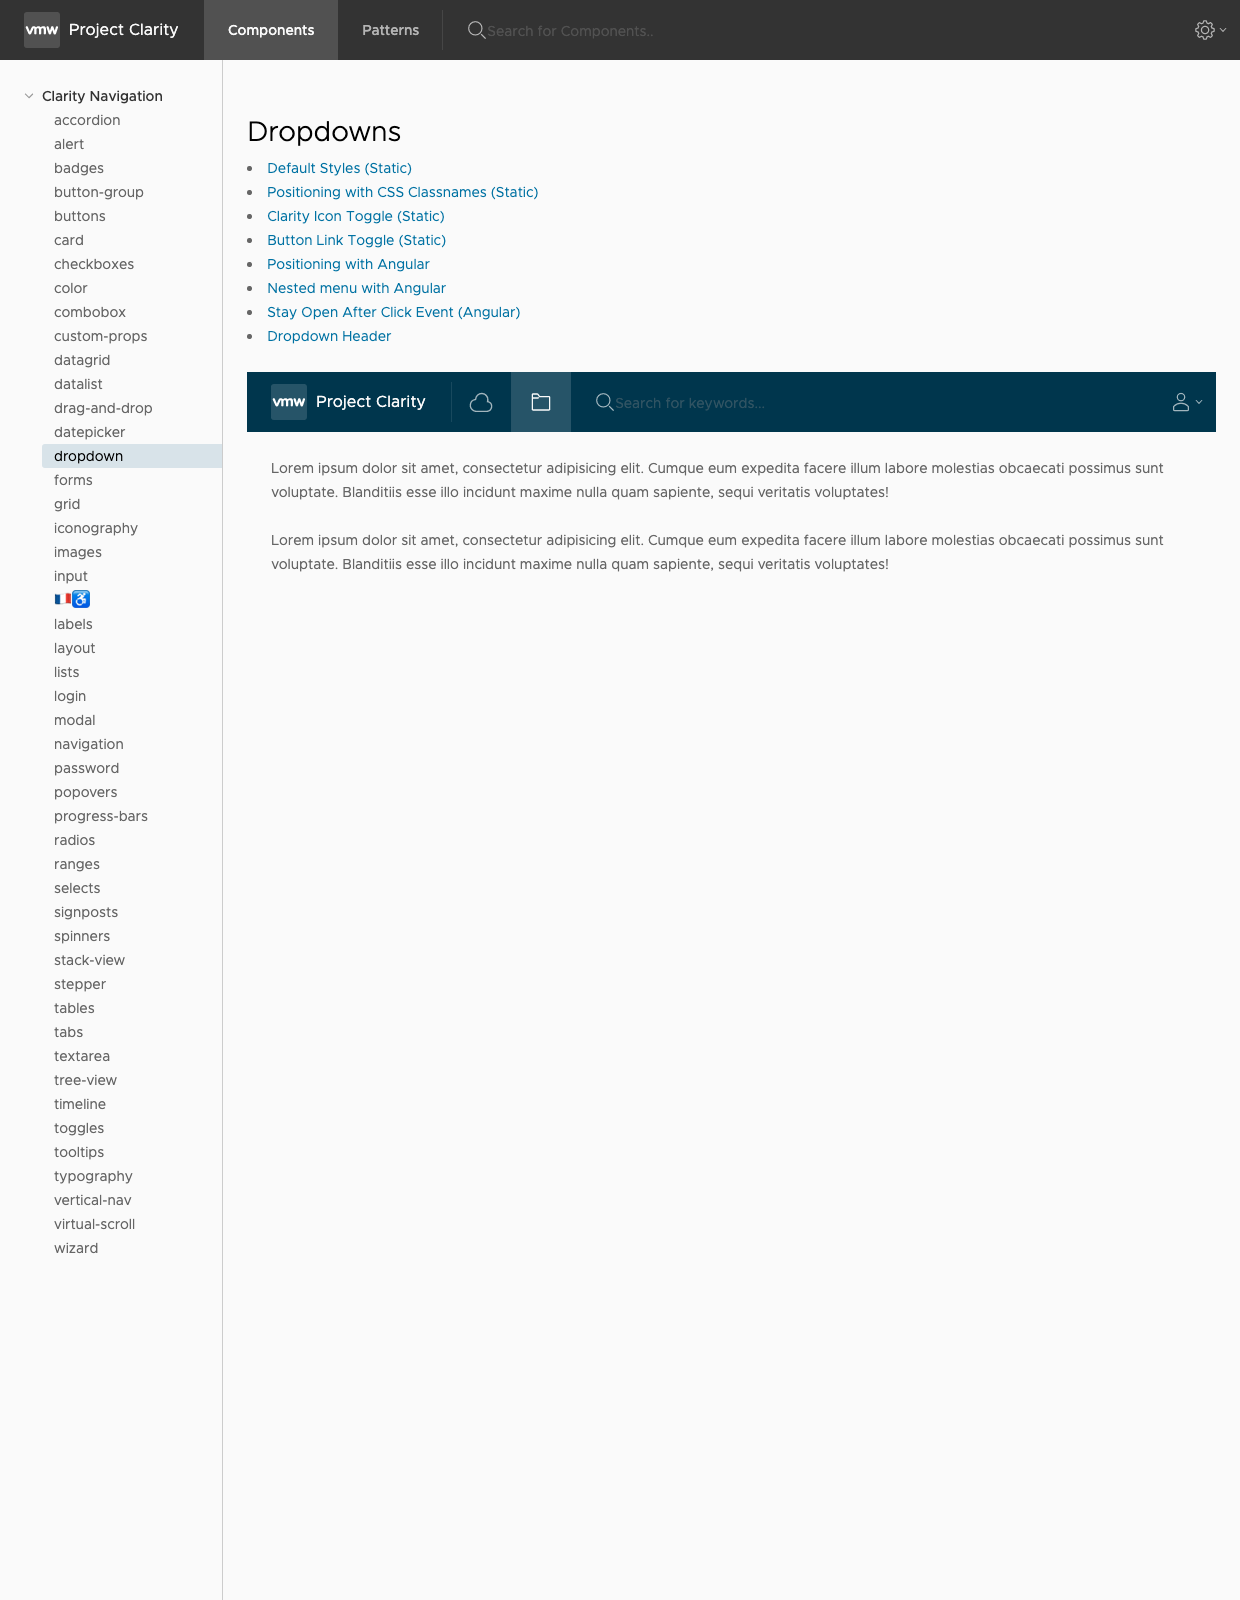 vmw Project Clarity Components Patterns Search for Components..
Clarity Navigation
accordion
alert
badges
button-group
buttons
card
checkboxes
color
combobox
custom-props
datagrid
datalist
drag-and-drop
datepicker
dropdown
forms
grid
iconography
images
input
🇫🇷♿
labels
layout
lists
login
modal
navigation
password
popovers
progress-bars
radios
ranges
selects
signposts
spinners
stack-view
stepper
tables
tabs
textarea
tree-view
timeline
toggles
tooltips
typography
vertical-nav
virtual-scroll
wizard
Dropdowns
Default Styles (Static)
Positioning with CSS Classnames (Static)
Clarity Icon Toggle (Static)
Button Link Toggle (Static)
Positioning with Angular
Nested menu with Angular
Stay Open After Click Event (Angular)
Dropdown Header
vmw Project Clarity Search for keywords...
Lorem ipsum dolor sit amet, consectetur adipisicing elit. Cumque eum expedita facere illum labore molestias obcaecati possimus sunt
voluptate. Blanditiis esse illo incidunt maxime nulla quam sapiente, sequi veritatis voluptates!
Lorem ipsum dolor sit amet, consectetur adipisicing elit. Cumque eum expedita facere illum labore molestias obcaecati possimus sunt
voluptate. Blanditiis esse illo incidunt maxime nulla quam sapiente, sequi veritatis voluptates!